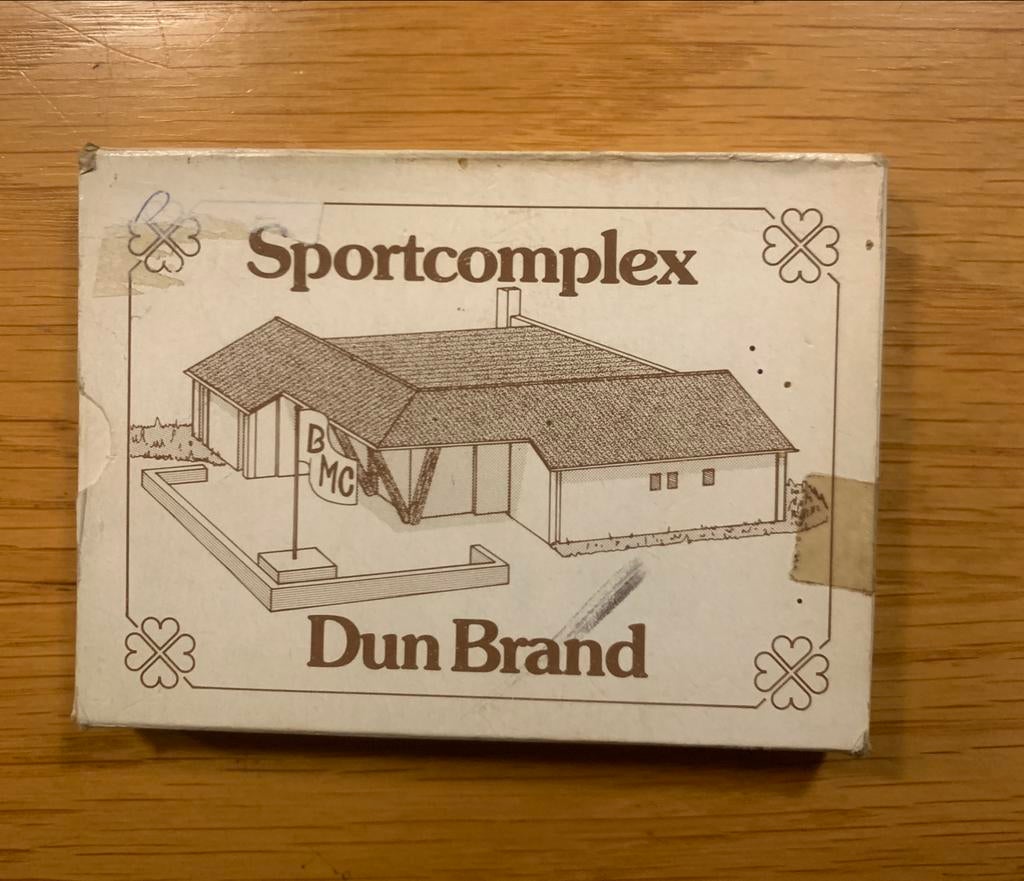 Sportcomplex
B
MC
Dun Brand